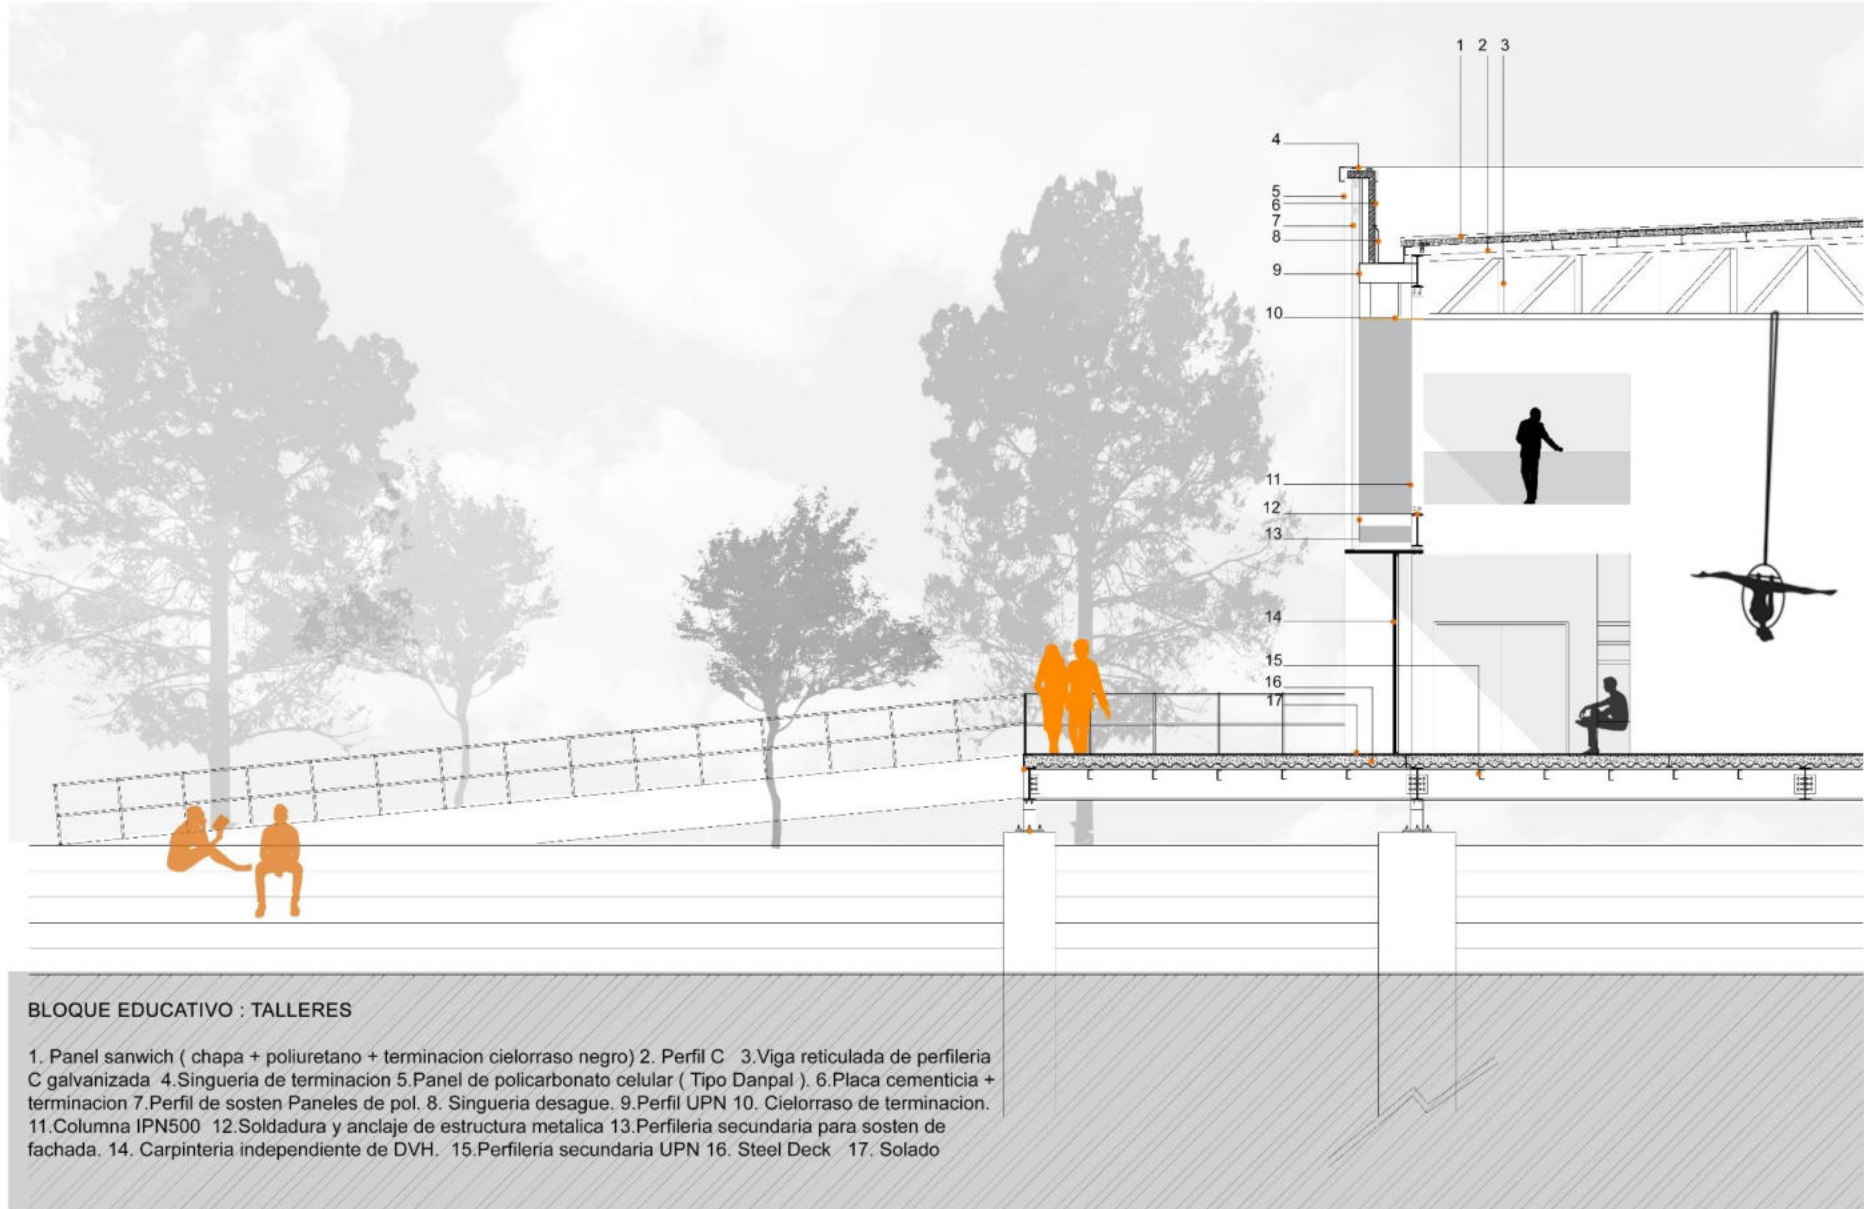 1 2 3
4
5
6
7
8
9
10
11
12
13
14
15
16
17
BLOQUE EDUCATIVO : TALLERES
1. Panel sanwich ( chapa + poliuretano + terminacion cielorraso negro) 2. Perfil C 3.Viga reticulada de perfileria
C galvanizada 4.Singueria de terminacion 5.Panel de policarbonato celular ( Tipo Danpal ). 6.Placa cementicia +
terminacion 7.Perfil de sosten Paneles de pol. 8. Singueria desague. 9.Perfil UPN 10. Cielorraso de terminacion.
11.Columna IPN500 12.Soldadura y anclaje de estructura metalica 13.Perfileria secundaria para sosten de
fachada. 14. Carpinteria independiente de DVH. 15.Perfileria secundaria UPN 16. Steel Deck 17. Solado